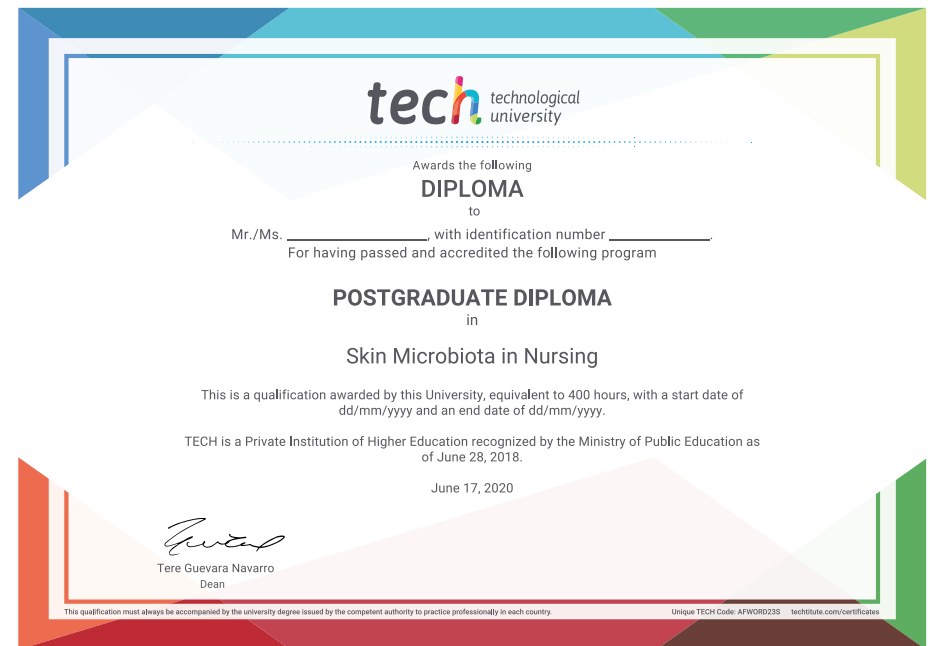 tech technological
university
Awards the following
DIPLOMA
to
Mr./Ms. ____________________, with identification number ______________.
For having passed and accredited the following program
POSTGRADUATE DIPLOMA
in
Skin Microbiota in Nursing
This is a qualification awarded by this University, equivalent to 400 hours, with a start date of
dd/mm/yyyy and an end date of dd/mm/yyyy.
TECH is a Private Institution of Higher Education recognized by the Ministry of Public Education as
of June 28, 2018.
June 17, 2020
Tere Guevara Navarro
Dean
This qualification must always be accompanied by the university degree issued by the competent authority to practice professionally in each country.
Unique TECH Code: AFWORD23S techtitute.com/certificates